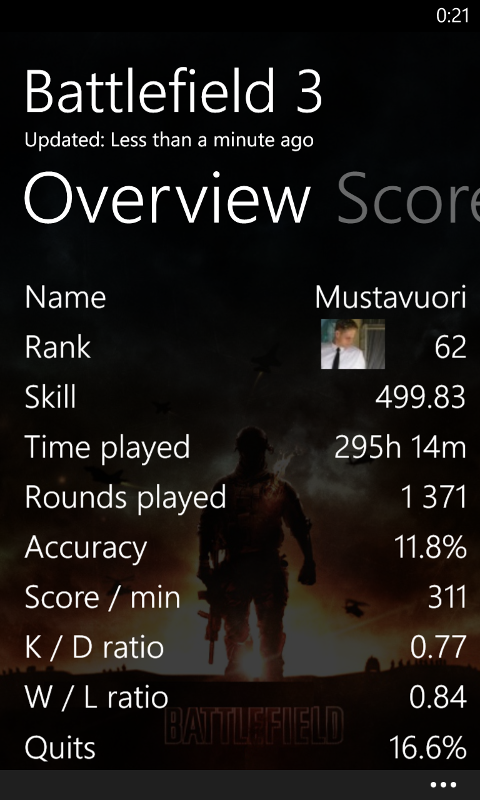 0:21
Battlefield 3
Updated: Less than a minute ago
Overview Score
Name Mustavuori
Rank 62
Skill 499.83
Time played 295h 14m
Rounds played 1 371
Accuracy 11.8%
Score / min 311
K / D ratio 0.77
W / L ratio 0.84
BATTLEFIELD
Quits 16.6%